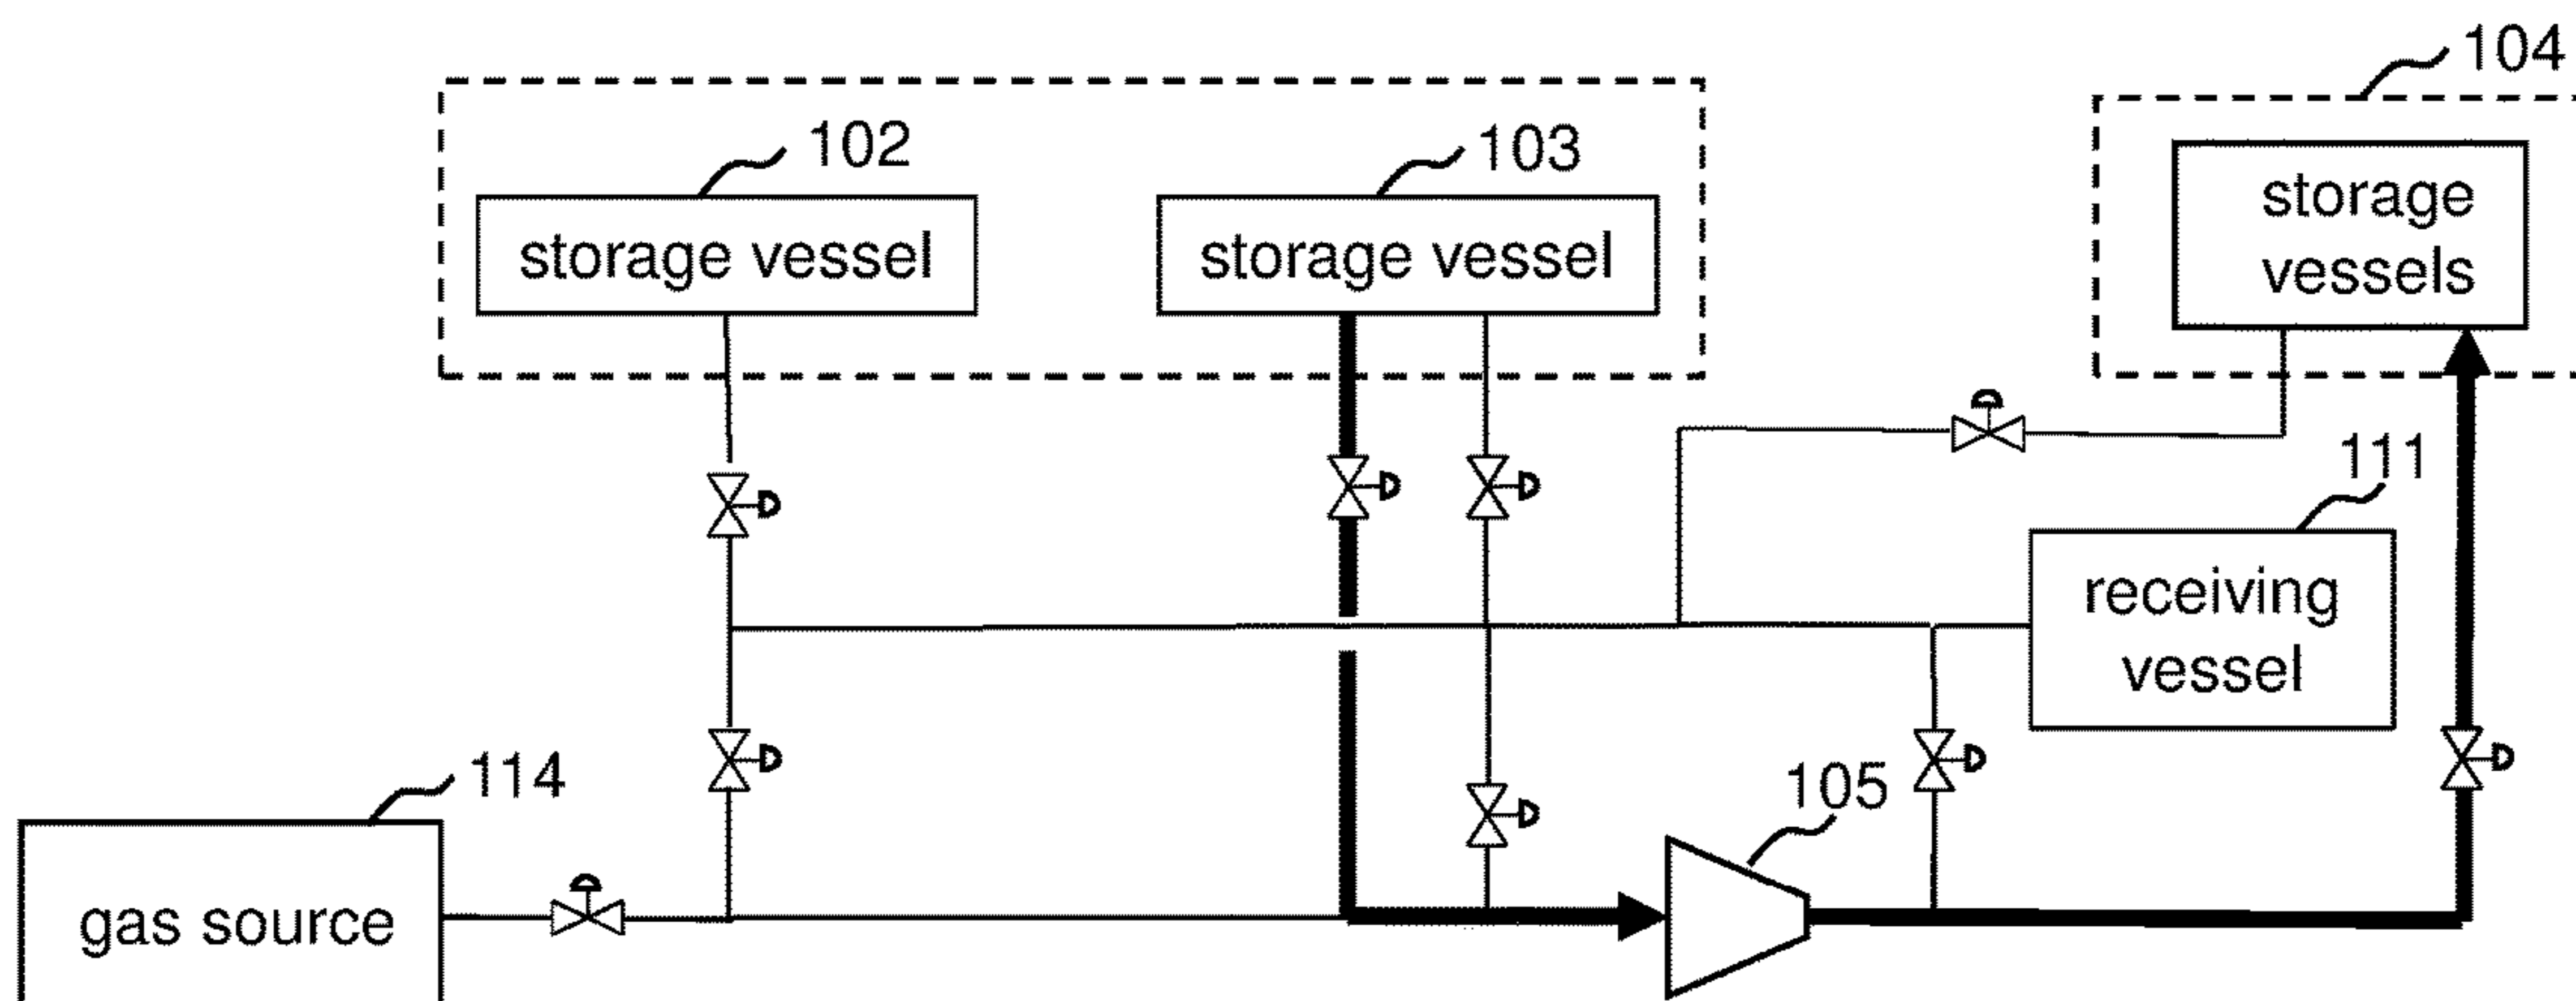 104
102
103
storage
vessels
storage vessel
storage vessel
111
receiving
vessel
114
105
gas source